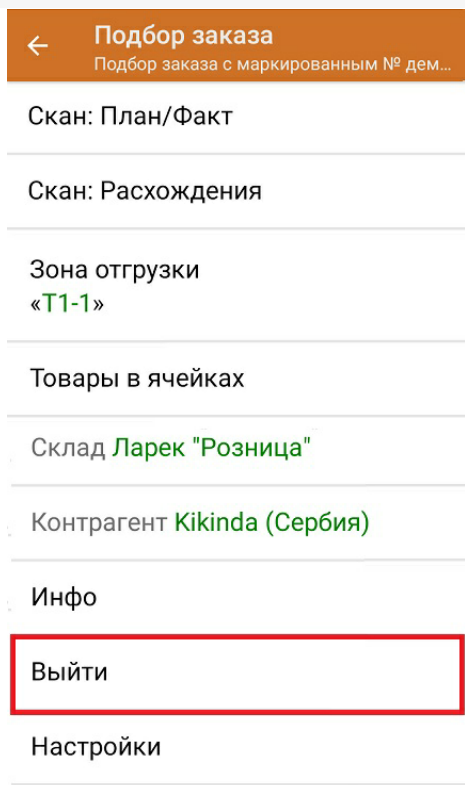 Подбор заказа
Подбор заказа с маркированным № дем...
Скан: План/Факт
Скан: Расхождения
Зона отгрузки
«Т1-1»
Товары в ячейках
Склад Ларек "Розница"
Контрагент Kikinda (Сербия)
Инфо
Выйти
Настройки